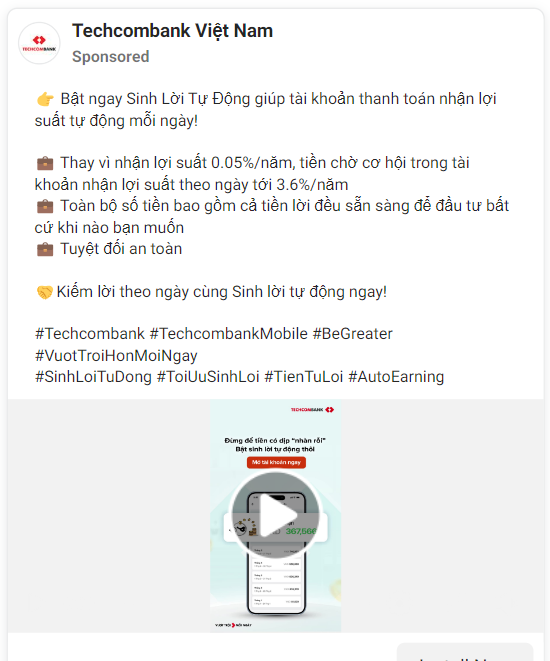 Techcombank Việt Nam
TECHCOMBANK
Sponsored
👉 Bật ngay Sinh Lời Tự Động giúp tài khoản thanh toán nhận lợi
suất tự động mỗi ngày!
💼 Thay vì nhận lợi suất 0.05%/năm, tiền chờ cơ hội trong tài
khoản nhận lợi suất theo ngày tới 3.6%/năm
💼 Toàn bộ số tiền bao gồm cả tiền lời đều sẵn sàng để đầu tư bất
cứ khi nào bạn muốn
💼 Tuyệt đối an toàn
🤝Kiếm lời theo ngày cùng Sinh lời tự động ngay!
#Techcombank #TechcombankMobile #BeGreater
#VuotTroiHonMoiNgay
#SinhLoiTuDong #ToiUuSinhLoi #TienTuLoi #AutoEarning
TECHCOMBANK
Đừng để tiền có dịp "nhàn rỗi"
Bật sinh lời tự động thôi
Mở tài khoản ngay
367,566
VƯỢT TRỘI MỖI NGÀY